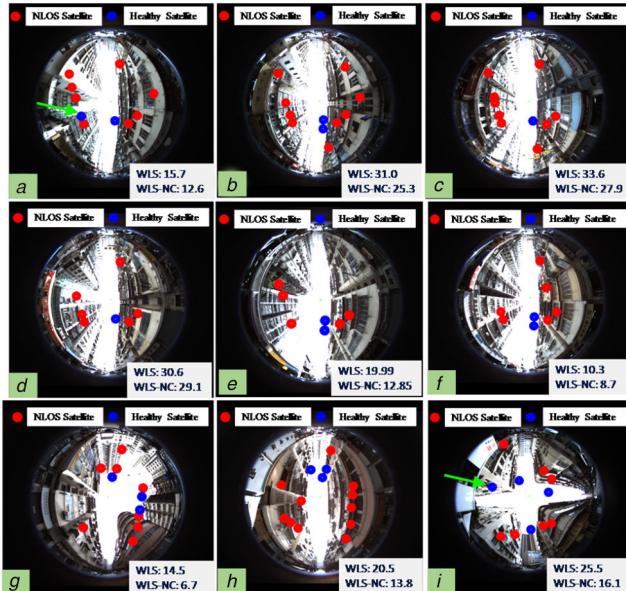 NLOS Satellite Healthy Satellite
WLS: 15.7
WLS-NC: 12.6
a
NLOS Satellite Healthy Satellite
WLS: 31.0
WLS-NC: 25.3
b
NLOS Satellite Healthy Satellite
WLS: 33.6
WLS-NC: 27.9
c
NLOS Satellite Healthy Satellite
WLS: 30.6
WLS-NC: 29.1
d
NLOS Satellite Healthy Satellite
WLS: 19.99
WLS-NC: 12.85
e
NLOS Satellite Healthy Satellite
WLS: 10.3
WLS-NC: 8.7
f
NLOS Satellite Healthy Satellite
WLS: 14.5
WLS-NC: 6.7
g
NLOS Satellite Healthy Satellite
WLS: 20.5
WLS-NC: 13.8
h
NLOS Satellite Healthy Satellite
WLS: 25.5
WLS-NC: 16.1
i